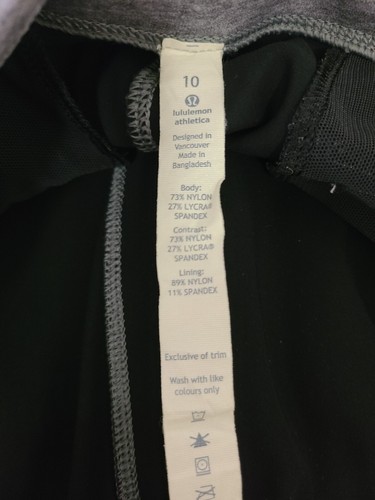 10
lululemon
athletica
Designed in
Vancouver
Made in
Bangladesh
Body:
73% NYLON
27% LYCRA®
SPANDEX
Contrast:
73% NYLON
27% LYCRA®
SPANDEX
Lining:
89% NYLON
11% SPANDEX
Exclusive of trim
Wash with like
colours only